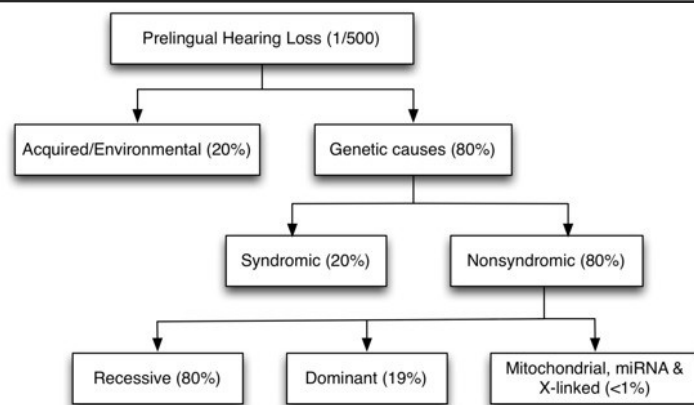 Prelingual Hearing Loss (1/500)
Acquired/Environmental (20%)
Genetic causes (80%)
Syndromic (20%)
Nonsyndromic (80%)
Recessive (80%)
Dominant (19%)
Mitochondrial, miRNA &
X-linked (<1%)